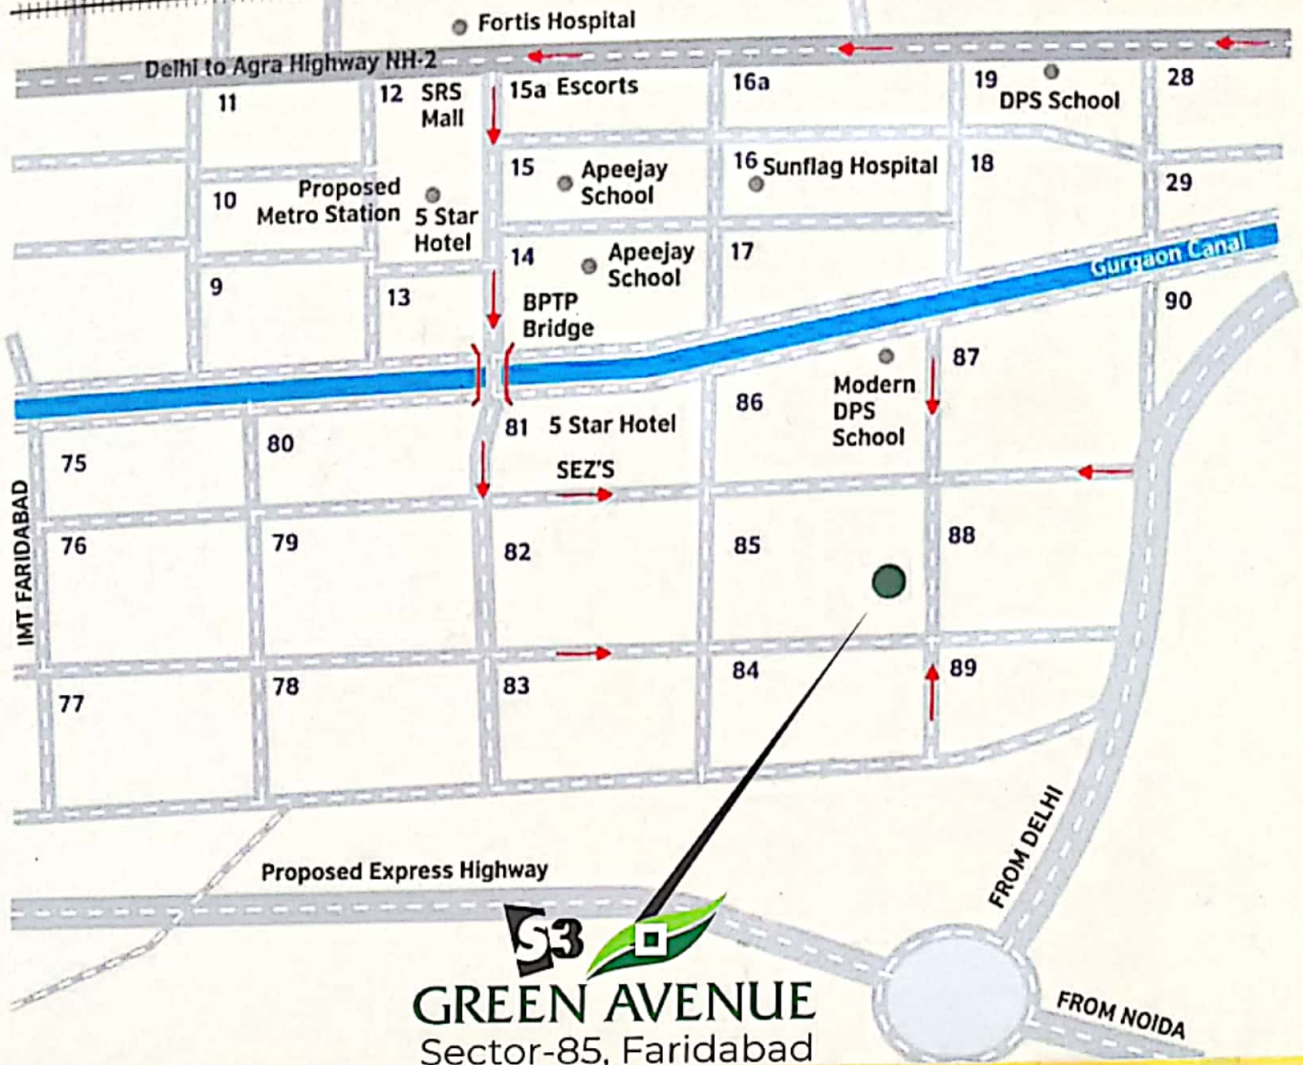 Fortis Hospital
Delhi to Agra Highway NH-2
11
12 SRS
Mall
15a Escorts
16a
19
DPS School
28
10
Proposed
Metro Station
5 Star
Hotel
15
Apeejay
School
16 Sunflag Hospital
18
29
9
13
14
Apeejay
School
BPTP
Bridge
17
Gurgaon Canal
90
75
80
81 5 Star Hotel
SEZ'S
86
Modern
DPS
School
87
IMT FARIDABAD
76
79
82
85
88
77
78
83
84
89
Proposed Express Highway
FROM DELHI
FROM NOIDA
S3
GREEN AVENUE
Sector-85, Faridabad